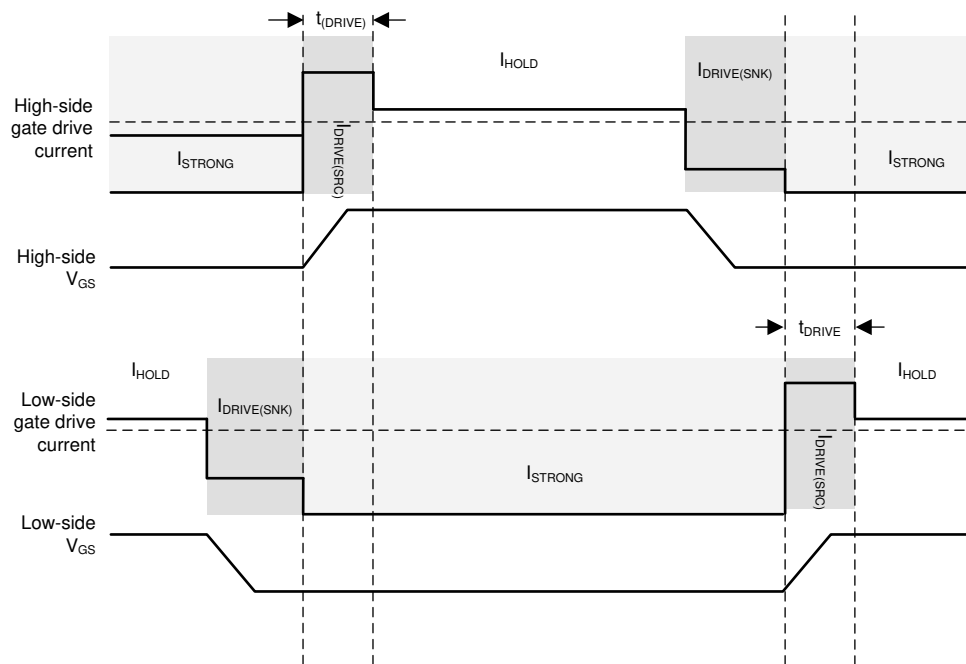 t(DRIVE)
IHOLD
IDRIVE(SNK)
High-side
gate drive
current
IDRIVE(SRC)
ISTRONG
ISTRONG
High-side
VGS
tDRIVE
IHOLD
IHOLD
Low-side
gate drive
current
IDRIVE(SNK)
IDRIVE(SRC)
ISTRONG
Low-side
VGS